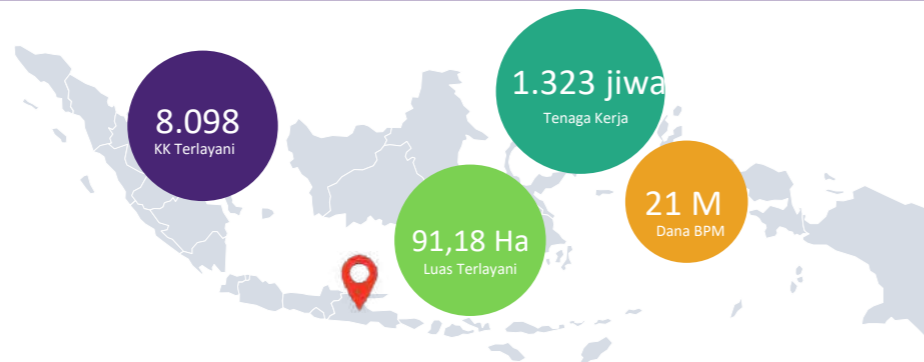 8.098
KK Terlayani
1.323 jiwa
Tenaga Kerja
91,18 Ha
Luas Terlayani
21 M
Dana BPM